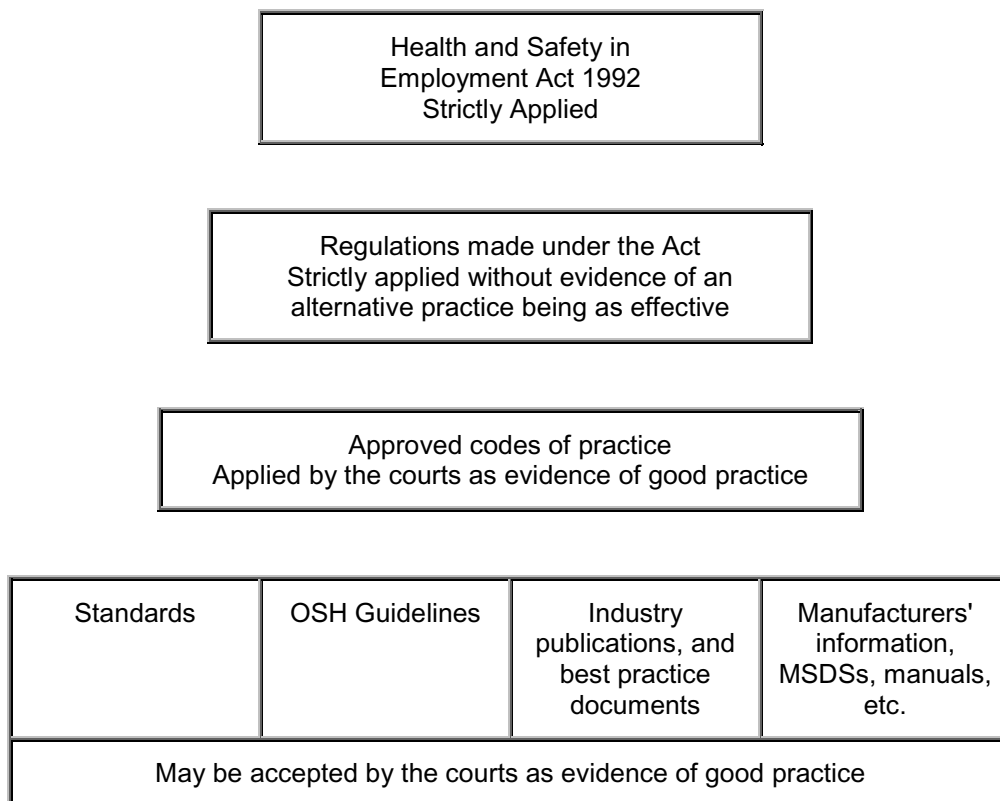 Health and Safety in
Employment Act 1992
Strictly Applied
Regulations made under the Act
Strictly applied without evidence of an
alternative practice being as effective
Approved codes of practice
Applied by the courts as evidence of good practice
Standards
OSH Guidelines
Industry
publications, and
best practice
documents
Manufacturers'
information,
MSDSs, manuals,
etc.
May be accepted by the courts as evidence of good practice